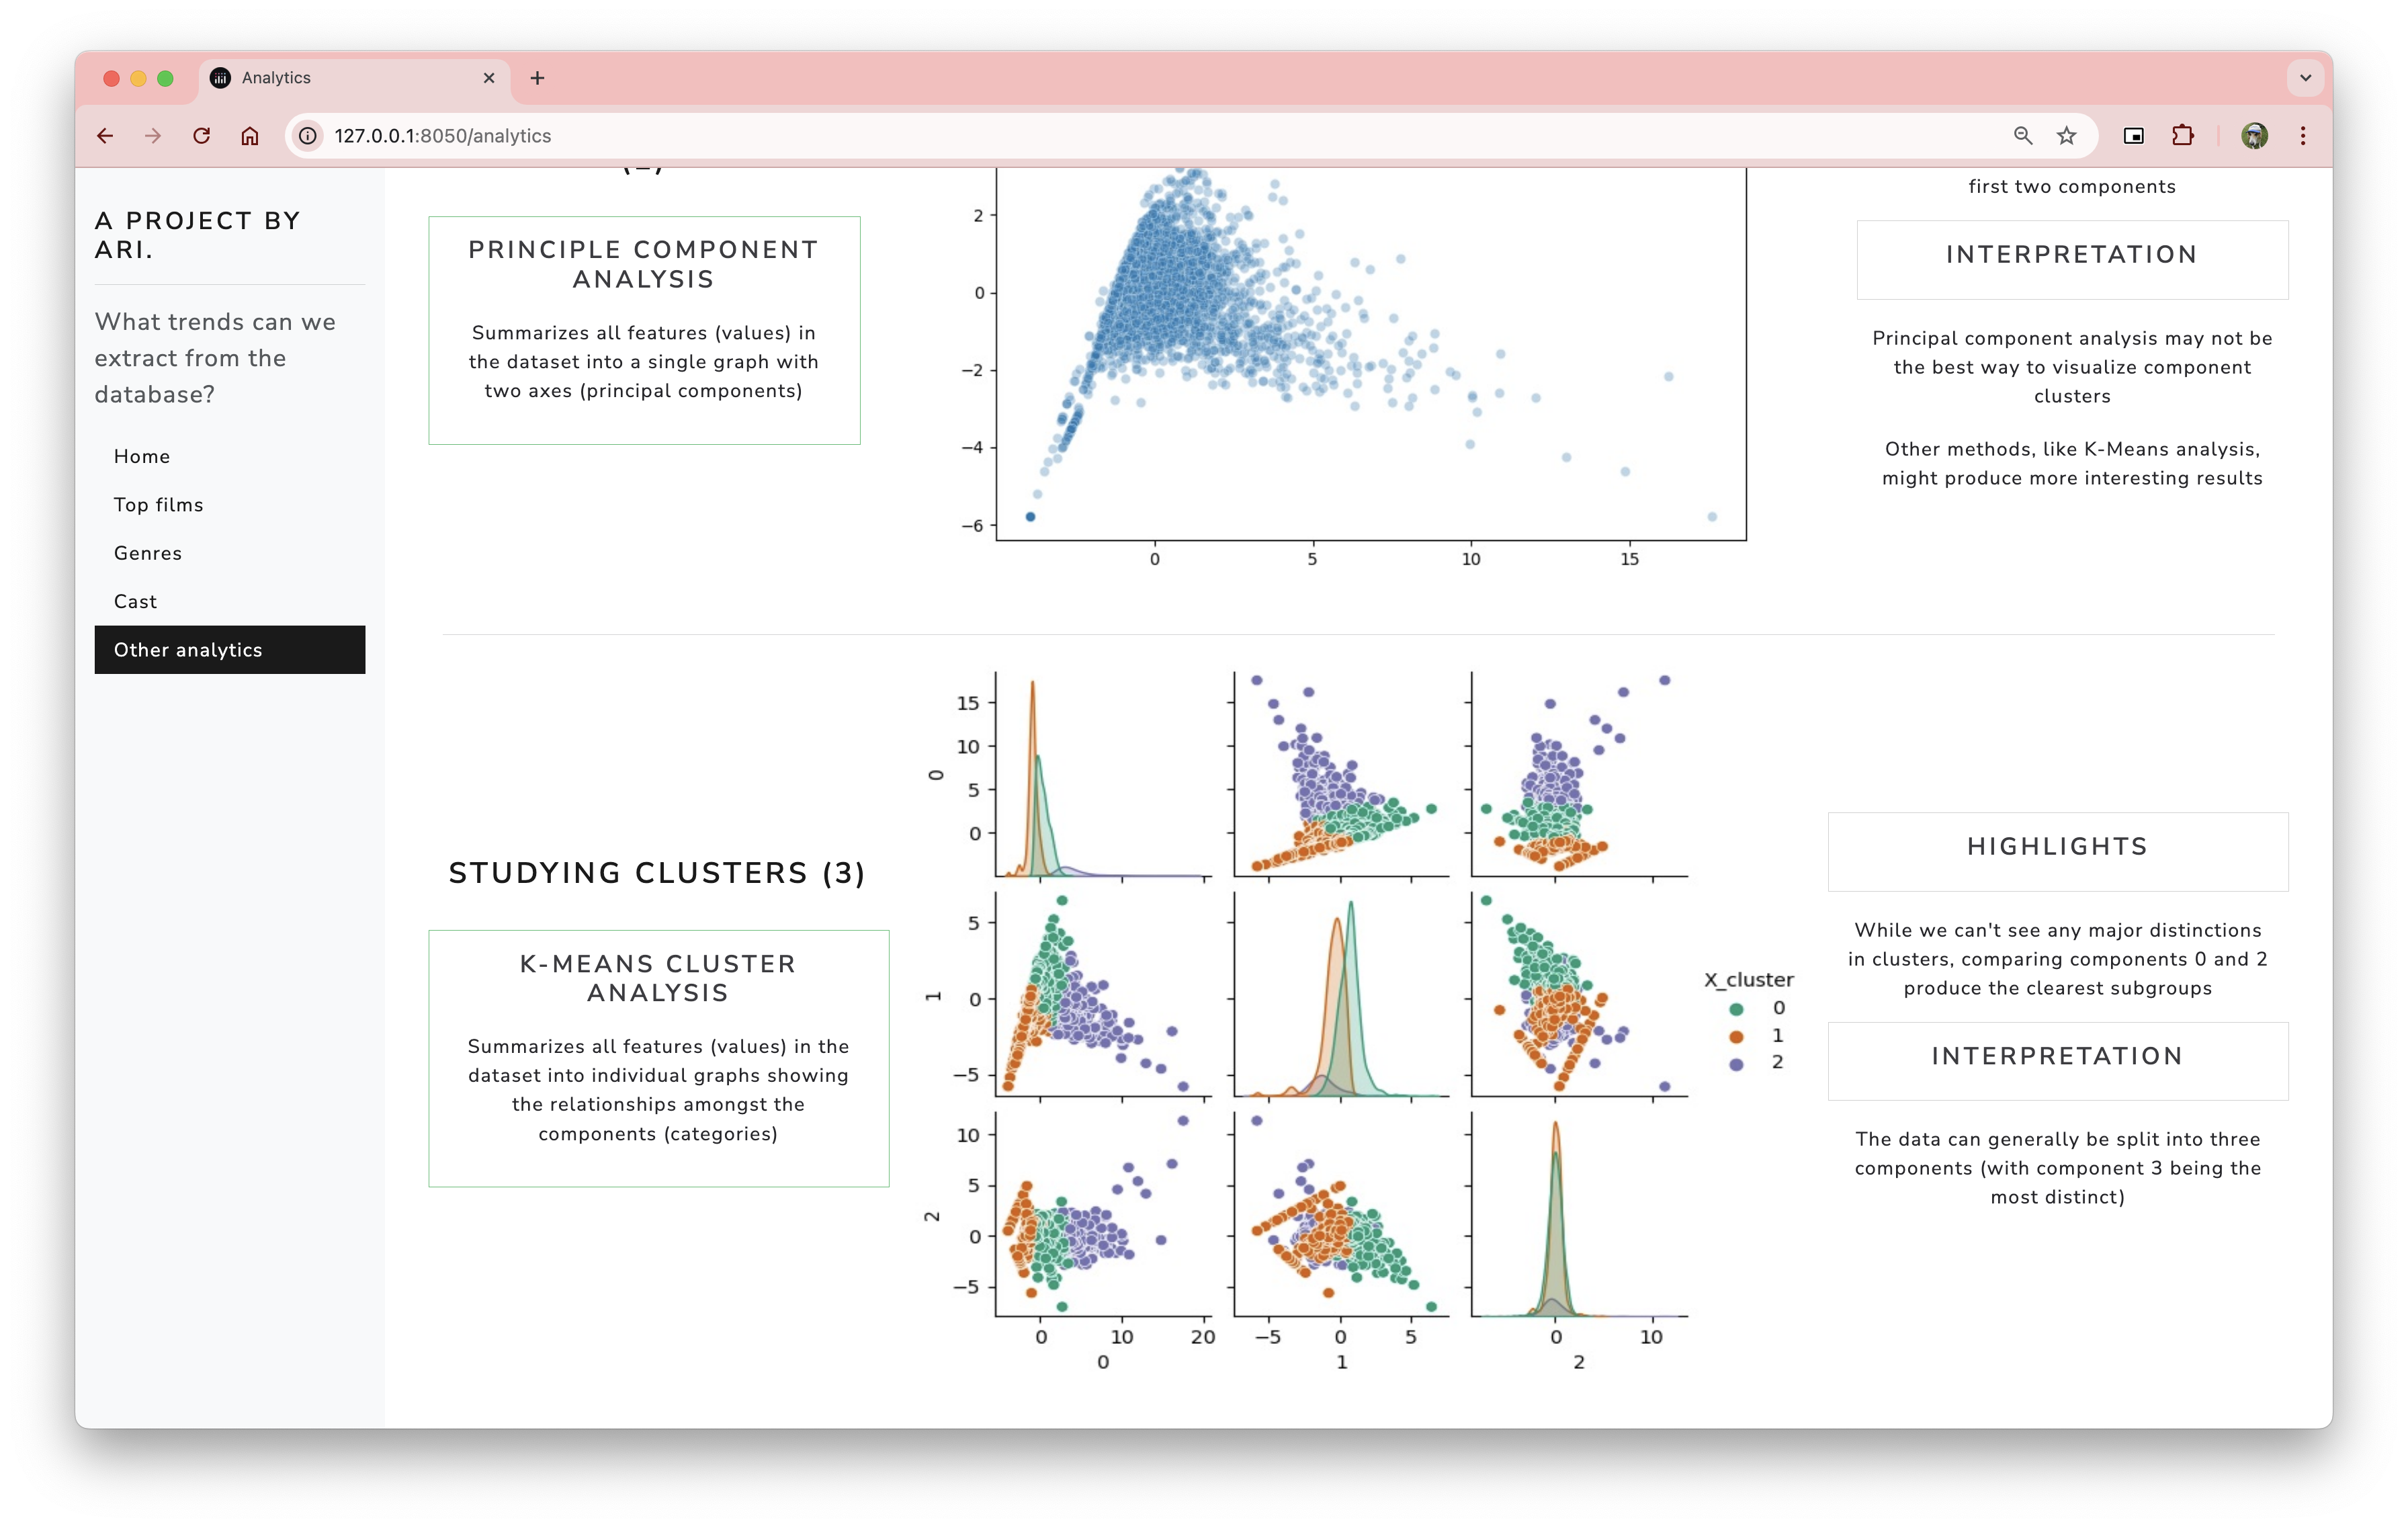 Analytics
127.0.0.1:8050/analytics
A PROJECT BY
ARI.
What trends can we
extract from the
database?
Home
Top films
Genres
Cast
Other analytics
PRINCIPLE COMPONENT
ANALYSIS
Summarizes all features (values) in
the dataset into a single graph with
two axes (principal components)
2
0
−2
−4
−6
0 5 10 15
first two components
INTERPRETATION
Principal component analysis may not be
the best way to visualize component
clusters
Other methods, like K-Means analysis,
might produce more interesting results
STUDYING CLUSTERS (3)
K-MEANS CLUSTER
ANALYSIS
Summarizes all features (values) in the
dataset into individual graphs showing
the relationships amongst the
components (categories)
15
10
5
0
0
5
0
−5
1
10
5
0
−5
2
0 10 20
−5 0 5
0 10
0 1 2
X_cluster
0
1
2
HIGHLIGHTS
While we can't see any major distinctions
in clusters, comparing components 0 and 2
produce the clearest subgroups
INTERPRETATION
The data can generally be split into three
components (with component 3 being the
most distinct)